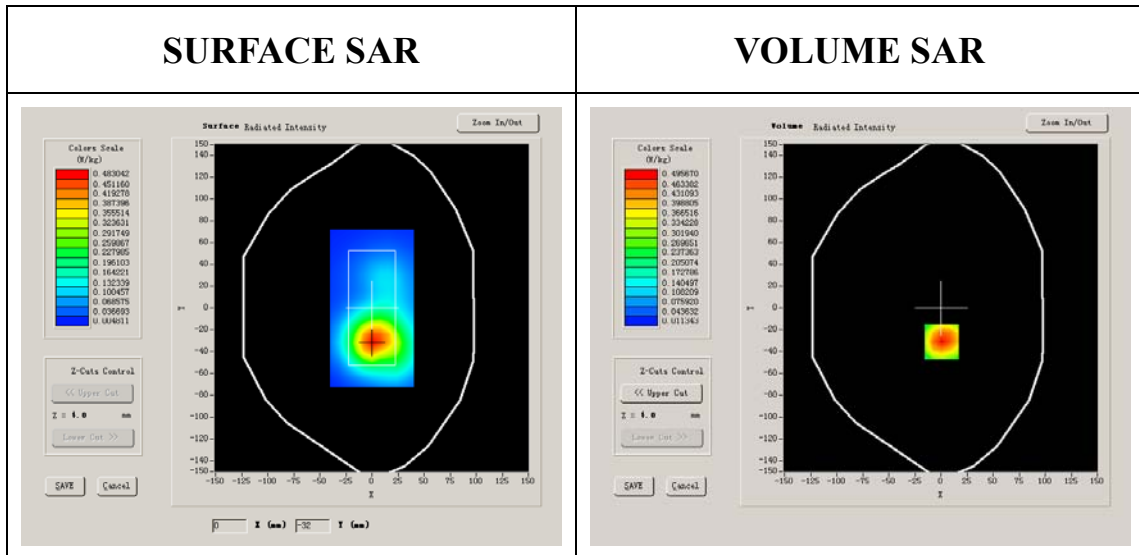 SURFACE SAR
VOLUME SAR
Surface Radiated Intensity
Zoom In/Out
Colors Scale
(W/kg)
0.483042
0.451160
0.419278
0.387396
0.355514
0.323631
0.291749
0.259867
0.227985
0.196103
0.164221
0.132339
0.100457
0.068575
0.036693
0.004811
150
140
120
100
80
60
40
20
0
-20
-40
-60
-80
-100
-120
-140
-150
Y
-150 -125 -100 -75 -50 -25 0 25 50 75 100 125 150
X
Z-Cuts Control
<< Upper Cut
Z = 4.0 mm
Lower Cut >>
SAVE Cancel
0 X (mm) -32 Y (mm)
Volume Radiated Intensity
Zoom In/Out
Colors Scale
(W/kg)
0.495670
0.463382
0.431093
0.398805
0.366516
0.334228
0.301940
0.269651
0.237363
0.205074
0.172786
0.140497
0.108209
0.075920
0.043632
0.011343
150
140
120
100
80
60
40
20
0
-20
-40
-60
-80
-100
-120
-140
-150
Y
-150 -125 -100 -75 -50 -25 0 25 50 75 100 125 150
X
Z-Cuts Control
<< Upper Cut
Z = 4.0 mm
Lower Cut >>
SAVE Cancel